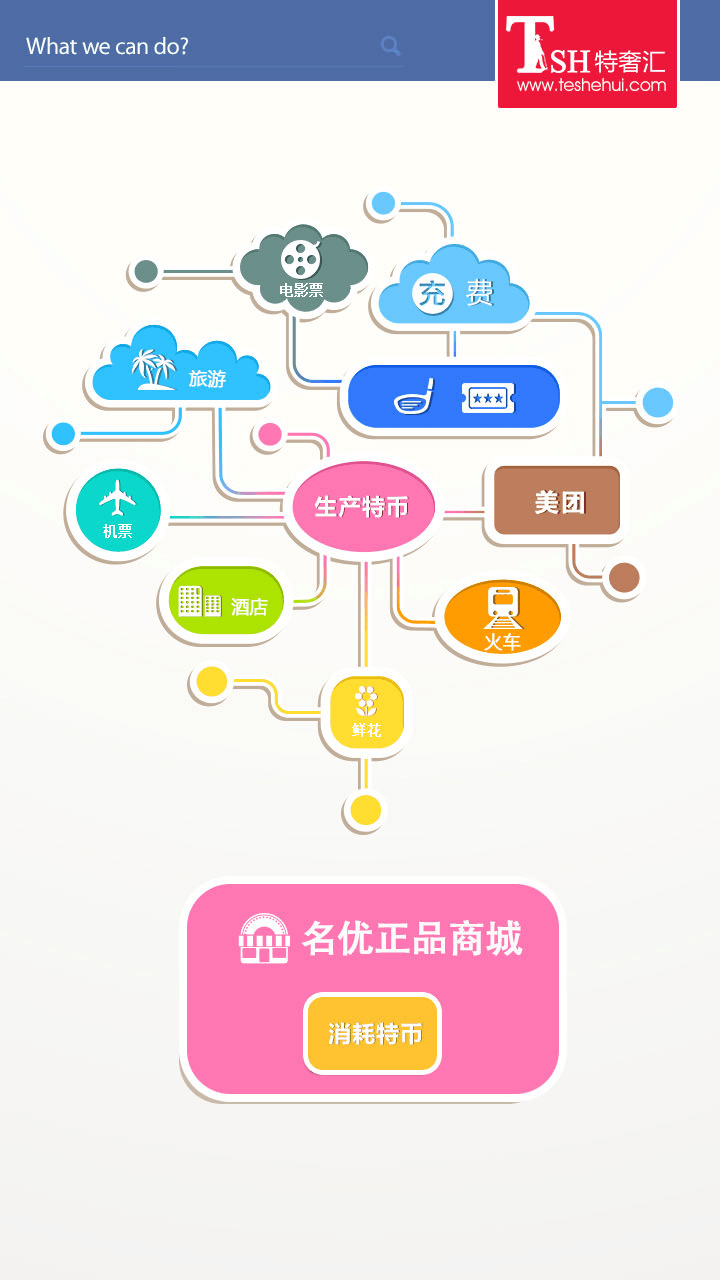 What we can do?
TSH 特奢汇
www.teshehui.com
电影票
充 费
旅游
生产特币
美团
机票
酒店
火车
鲜花
名优正品商城
消耗特币